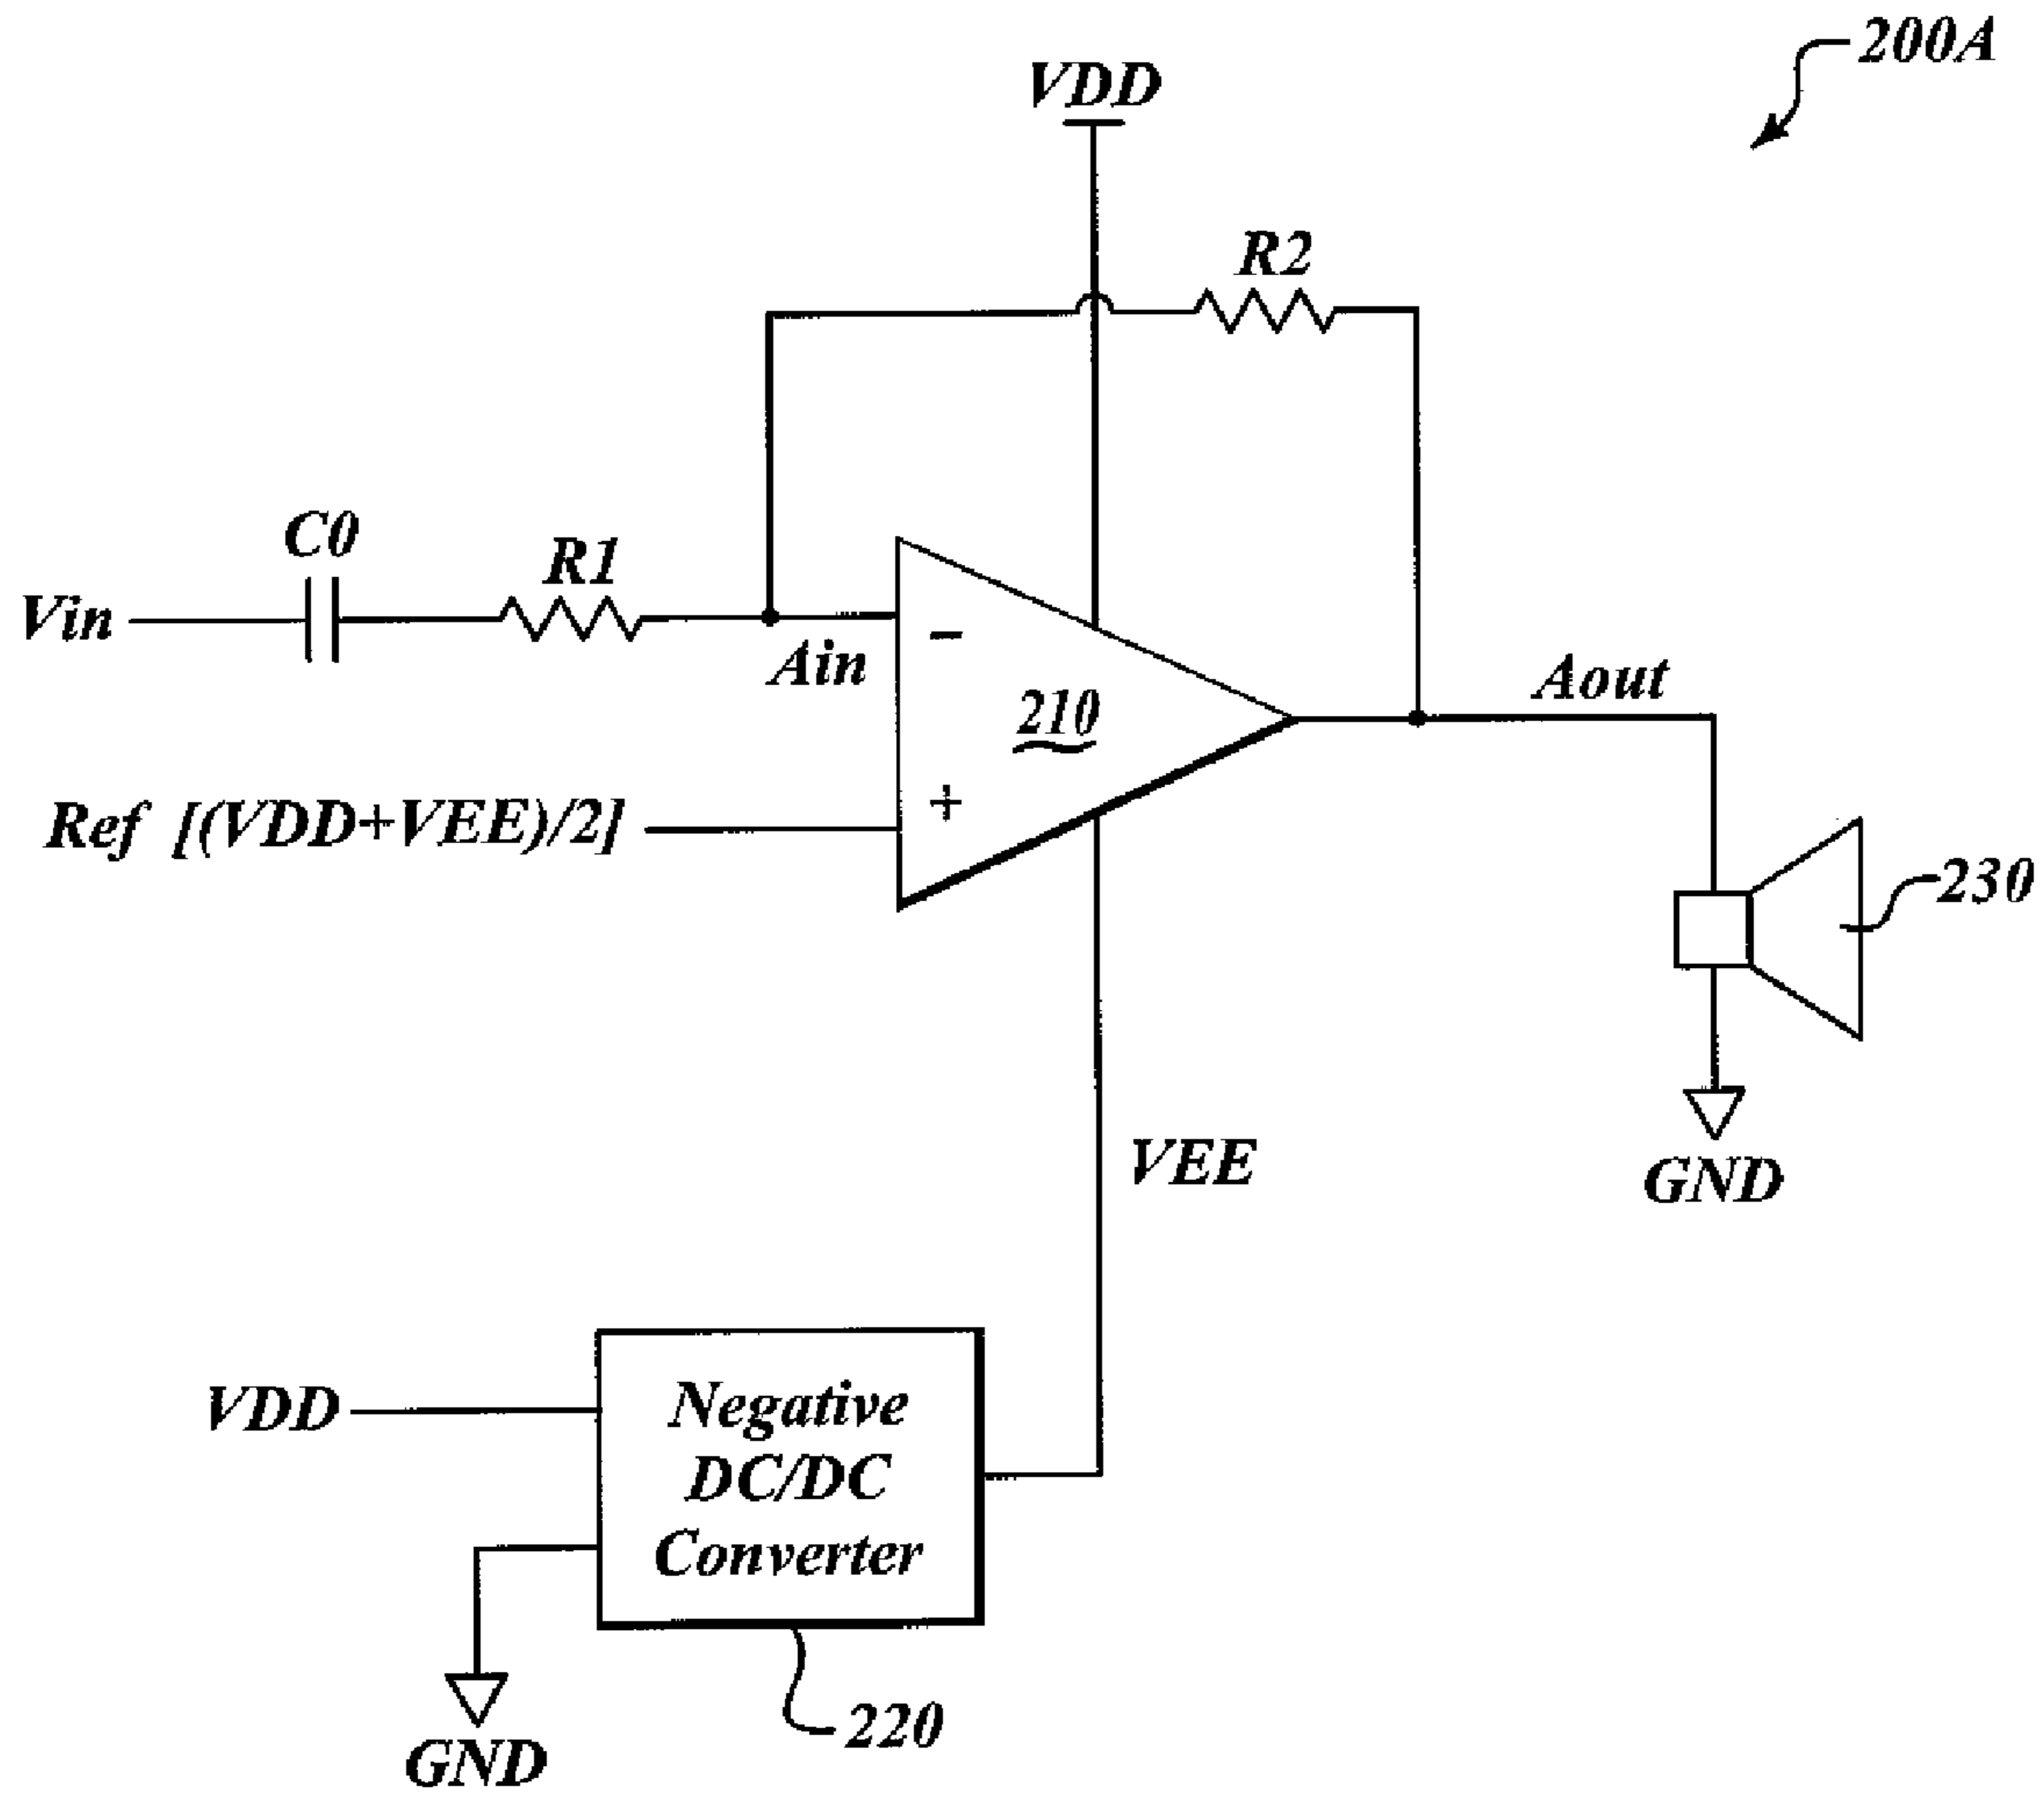 200A
VDD
R2
C0
R1
Vin
Ain
−
210
Aout
+
Ref [(VDD+VEE)/2]
230
VEE
GND
VDD
Negative
DC/DC
Converter
220
GND